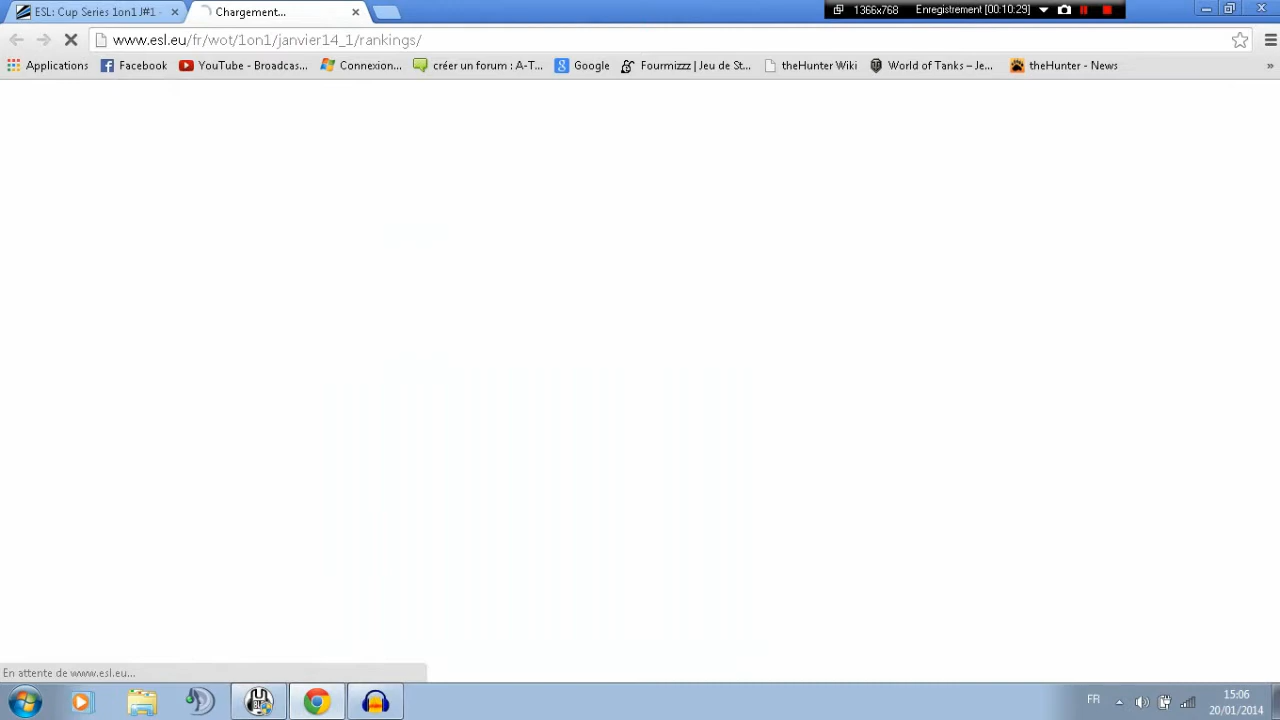 ESL: Cup Series 1on1 J#1 -
Chargement...
1366x768
Enregistrement [00:10:29]
www.esl.eu/fr/wot/1on1/janvier14_1/rankings/
Applications
Facebook
YouTube - Broadcas...
Connexion...
créer un forum : A-T...
Google
Fourmizzz | Jeu de St...
theHunter Wiki
World of Tanks – Je...
theHunter - News
»
En attente de www.esl.eu...
FR
15:06
20/01/2014